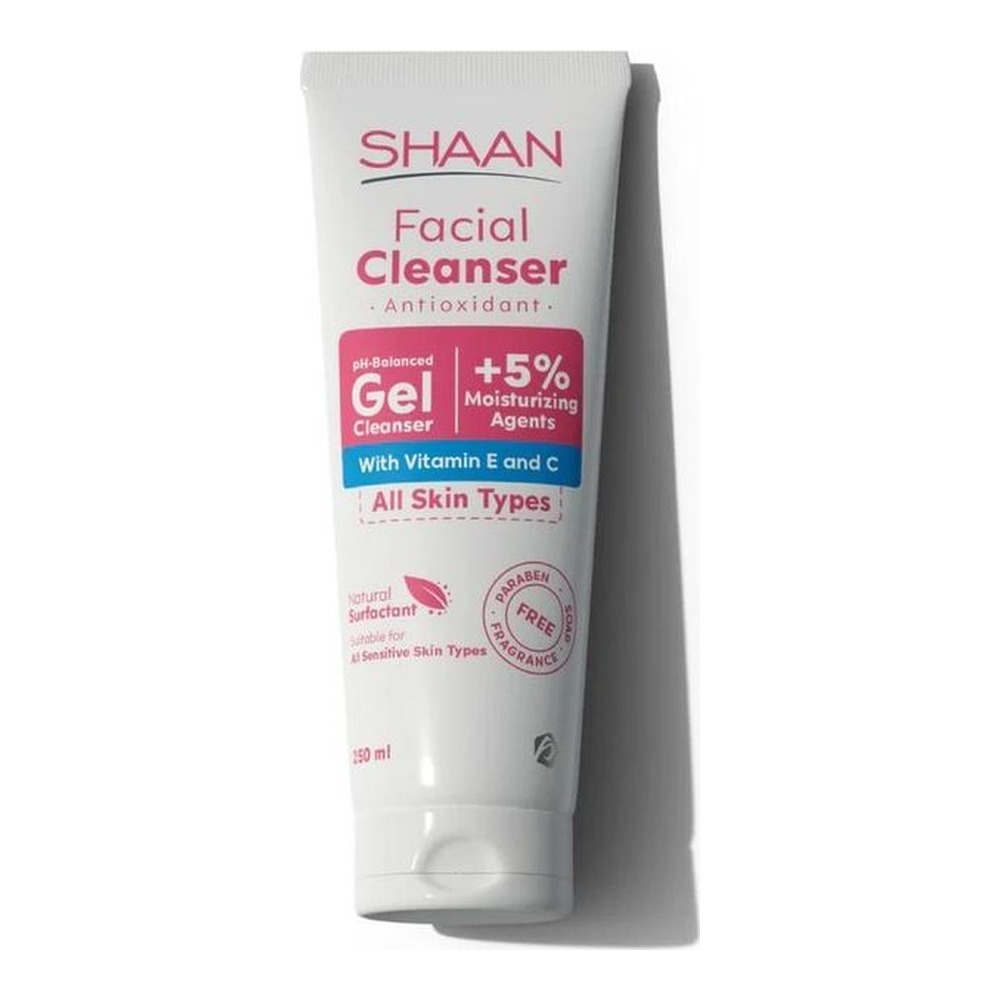 SHAAN
Facial
Cleanser
· Antioxidant ·
pH-Balanced
Gel
Cleanser
+5%
Moisturizing
Agents
With Vitamin E and C
All Skin Types
Natural
Surfactant
Suitable for
All Sensitive Skin Types
PARABEN · SOAP · FRAGRANCE ·
FREE
250 ml